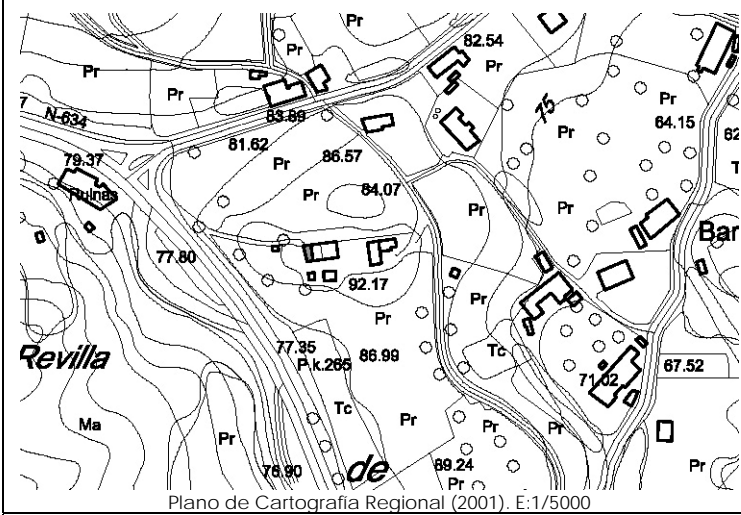 Pr
82.54
Pr
Pr
Pr
Pr
75
Pr
N-634
83.89
64.15
81.62
86.57
Pr
79.37
Pr
Pr
84.07
Ruinas
Pr
Pr
77.80
Bar
92.17
Pr
Pr
77.35
86.99
Tc
Revilla
P.k.265
67.52
71.02
Tc
Ma
Pr
Pr
Pr
Pr
76.90
de
89.24
Pr
Pr
Plano de Cartografía Regional (2001). E:1/5000